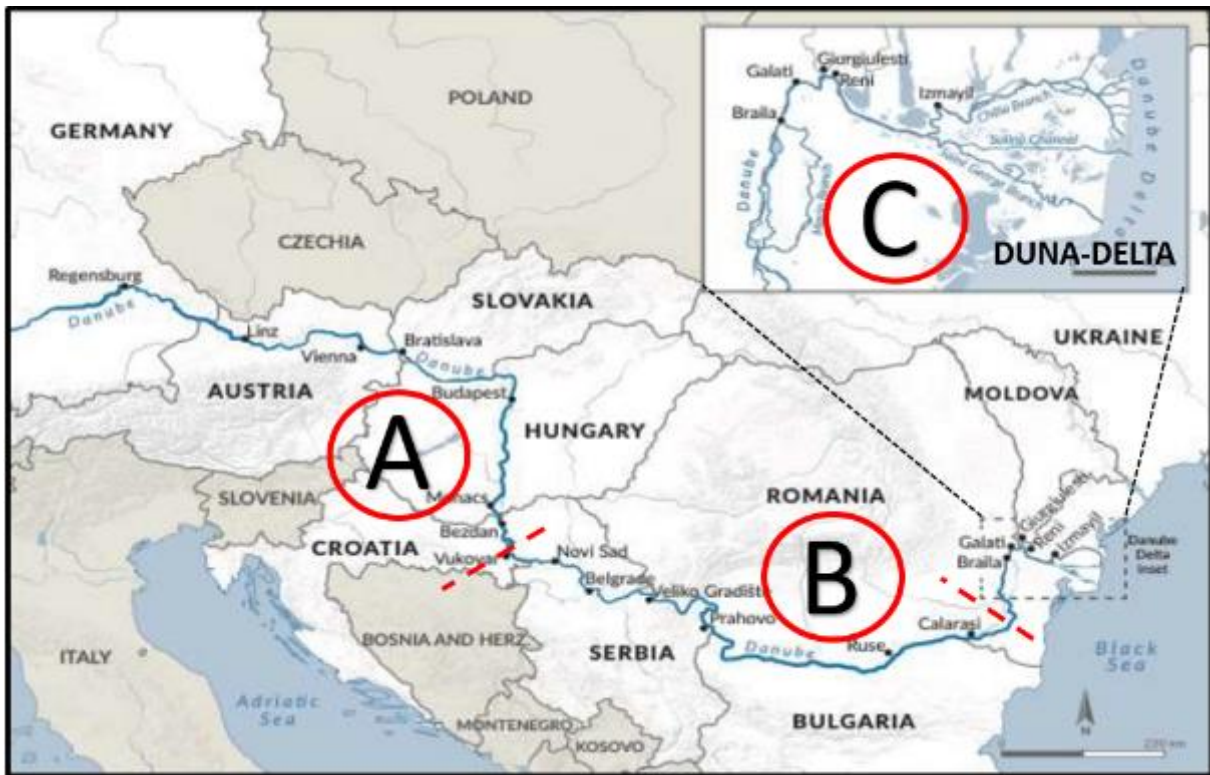 POLAND
GERMANY
CZECHIA
Regensburg
Danube
Linz
Vienna
SLOVAKIA
Bratislava
Danube
AUSTRIA
Budapest
HUNGARY
A
SLOVENIA
Mohacs
Bezdan
CROATIA
Vukovar
Novi Sad
Belgrade
Veliko Gradište
Prahovo
BOSNIA AND HERZ
SERBIA
ITALY
Adriatic
Sea
MONTENEGRO
KOSOVO
ROMANIA
B
Ruse
Danube
Calarasi
BULGARIA
UKRAINE
MOLDOVA
Giurgiulesti
Reni
Izmayil
Galati
Braila
Danube
Delta
Inset
Black
Sea
N
Giurgiulesti
Galati
Reni
Izmayil
Braila
Chilia Branch
Sulina Channel
Saint George Branch
Danube
Danube Delta
C
DUNA-DELTA